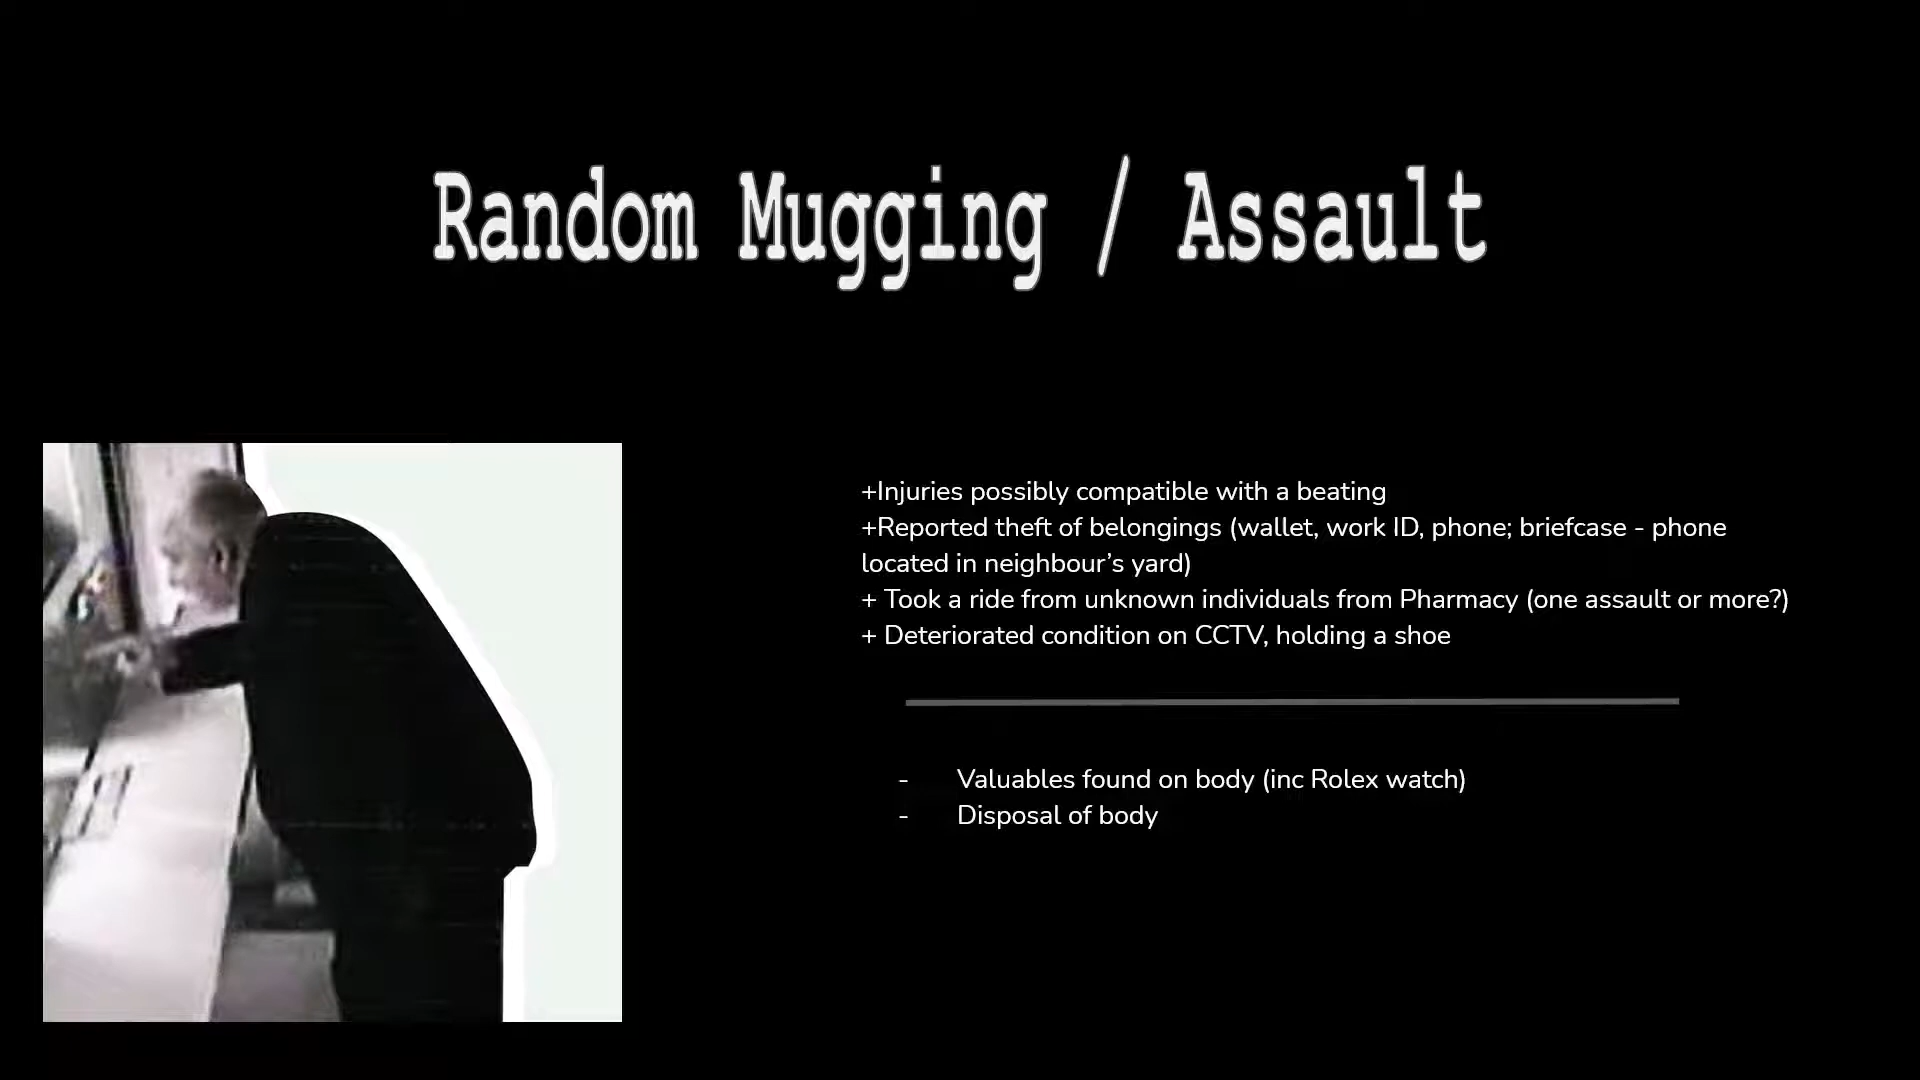 Random Mugging / Assault
+Injuries possibly compatible with a beating
+Reported theft of belongings (wallet, work ID, phone; briefcase - phone
located in neighbour’s yard)
+ Took a ride from unknown individuals from Pharmacy (one assault or more?)
+ Deteriorated condition on CCTV, holding a shoe
- Valuables found on body (inc Rolex watch)
- Disposal of body